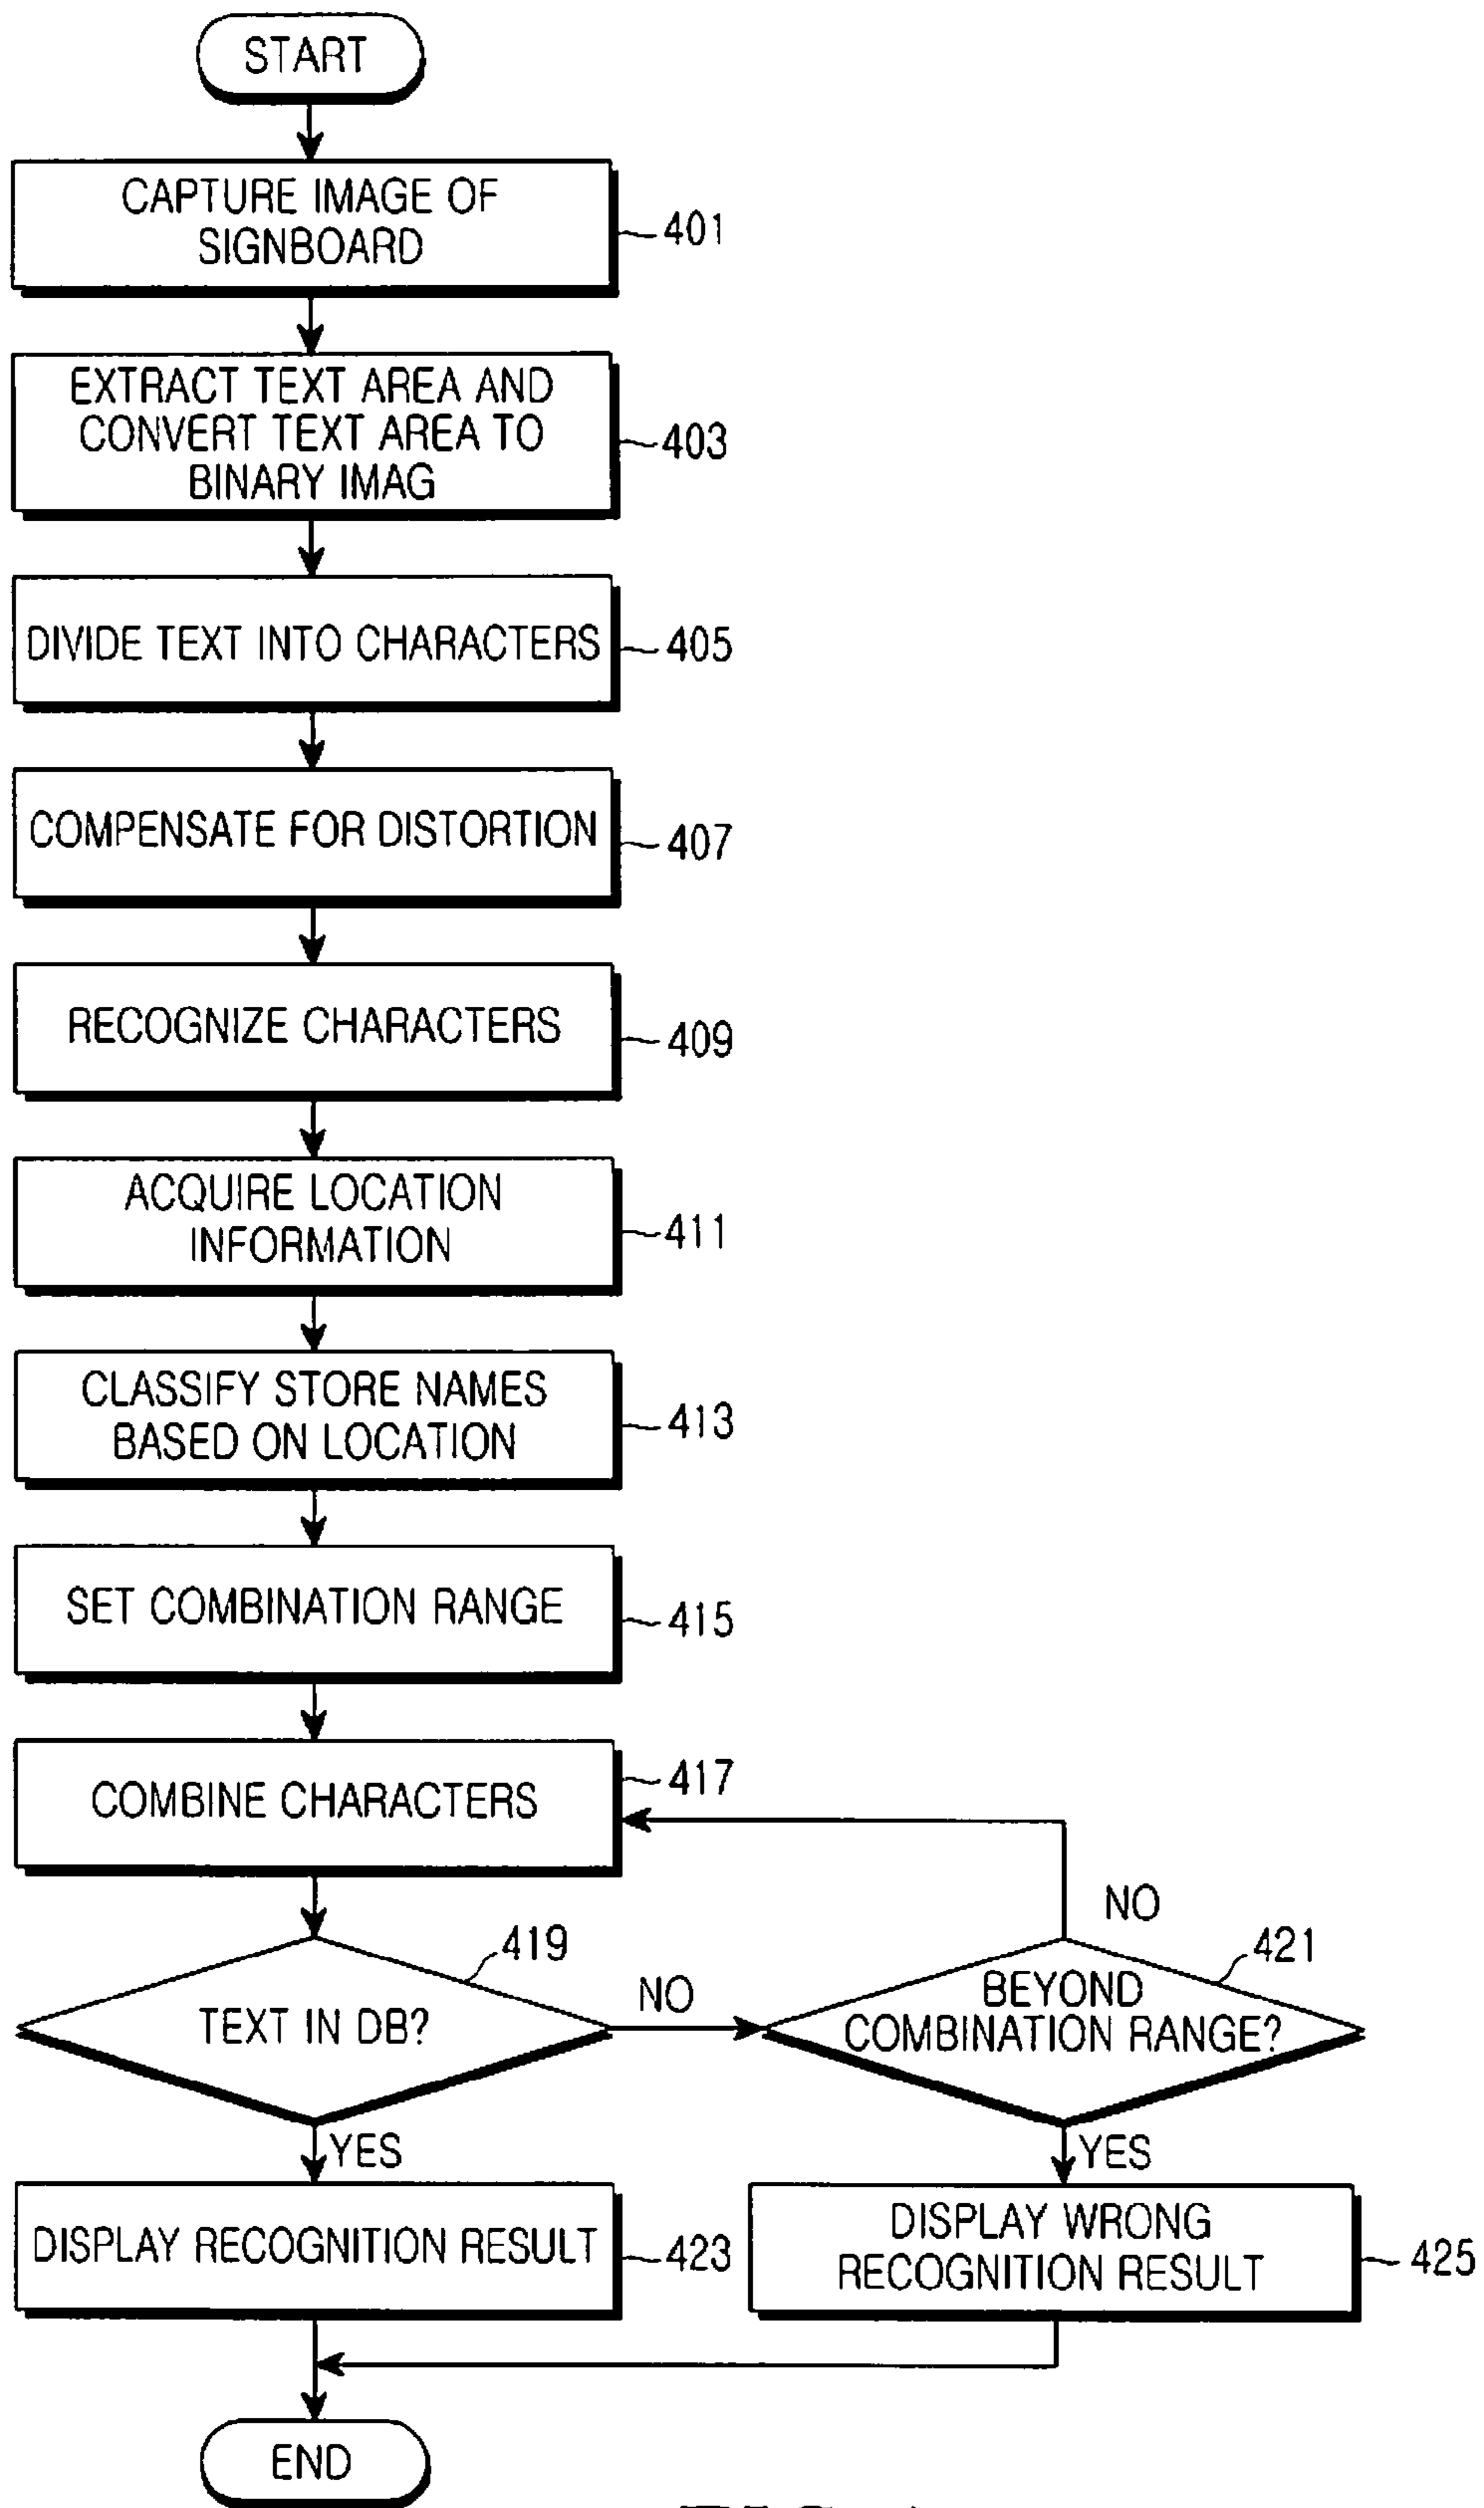 START
CAPTURE IMAGE OF
SIGNBOARD
401
EXTRACT TEXT AREA AND
CONVERT TEXT AREA TO
BINARY IMAG
403
DIVIDE TEXT INTO CHARACTERS
405
COMPENSATE FOR DISTORTION
407
RECOGNIZE CHARACTERS
409
ACQUIRE LOCATION
INFORMATION
411
CLASSIFY STORE NAMES
BASED ON LOCATION
413
SET COMBINATION RANGE
415
COMBINE CHARACTERS
417
TEXT IN DB?
419
NO
BEYOND
COMBINATION RANGE?
421
NO
YES
YES
DISPLAY RECOGNITION RESULT
423
DISPLAY WRONG
RECOGNITION RESULT
425
END